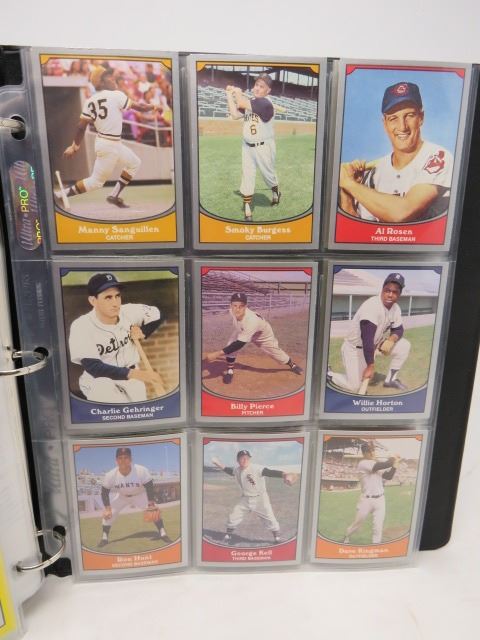 35
Manny Sanguillen
CATCHER
6
Smoky Burgess
CATCHER
Al Rosen
THIRD BASEMAN
Ultra PRO
Detroit
Charlie Gehringer
SECOND BASEMAN
Billy Pierce
PITCHER
Willie Horton
OUTFIELDER
Ron Hunt
SECOND BASEMAN
George Kell
THIRD BASEMAN
Dave Kingman
OUTFIELDER